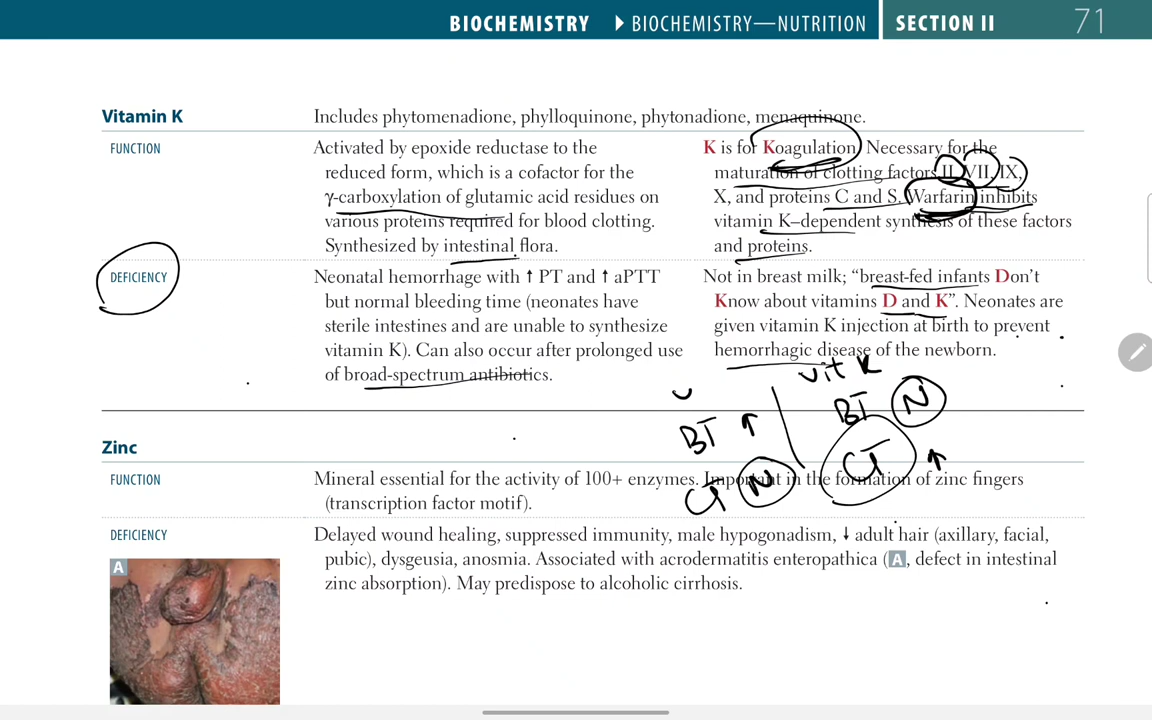 BIOCHEMISTRY ▶ BIOCHEMISTRY—NUTRITION SECTION II 71
Vitamin K Includes phytomenadione, phylloquinone, phytonadione, menaquinone.
FUNCTION Activated by epoxide reductase to the
reduced form, which is a cofactor for the
γ-carboxylation of glutamic acid residues on
various proteins required for blood clotting.
Synthesized by intestinal flora.
K is for Koagulation. Necessary for the
maturation of clotting factors II, VII, IX,
X, and proteins C and S. Warfarin inhibits
vitamin K–dependent synthesis of these factors
and proteins.
DEFICIENCY Neonatal hemorrhage with ↑ PT and ↑ aPTT
but normal bleeding time (neonates have
sterile intestines and are unable to synthesize
vitamin K). Can also occur after prolonged use
of broad-spectrum antibiotics.
Not in breast milk; “breast-fed infants Don’t
Know about vitamins D and K”. Neonates are
given vitamin K injection at birth to prevent
hemorrhagic disease of the newborn.
vit K
BT ↑ BT N
CT N CT ↑
Zinc
FUNCTION Mineral essential for the activity of 100+ enzymes. Important in the formation of zinc fingers
(transcription factor motif).
DEFICIENCY Delayed wound healing, suppressed immunity, male hypogonadism, ↓ adult hair (axillary, facial,
pubic), dysgeusia, anosmia. Associated with acrodermatitis enteropathica (A, defect in intestinal
zinc absorption). May predispose to alcoholic cirrhosis.
A